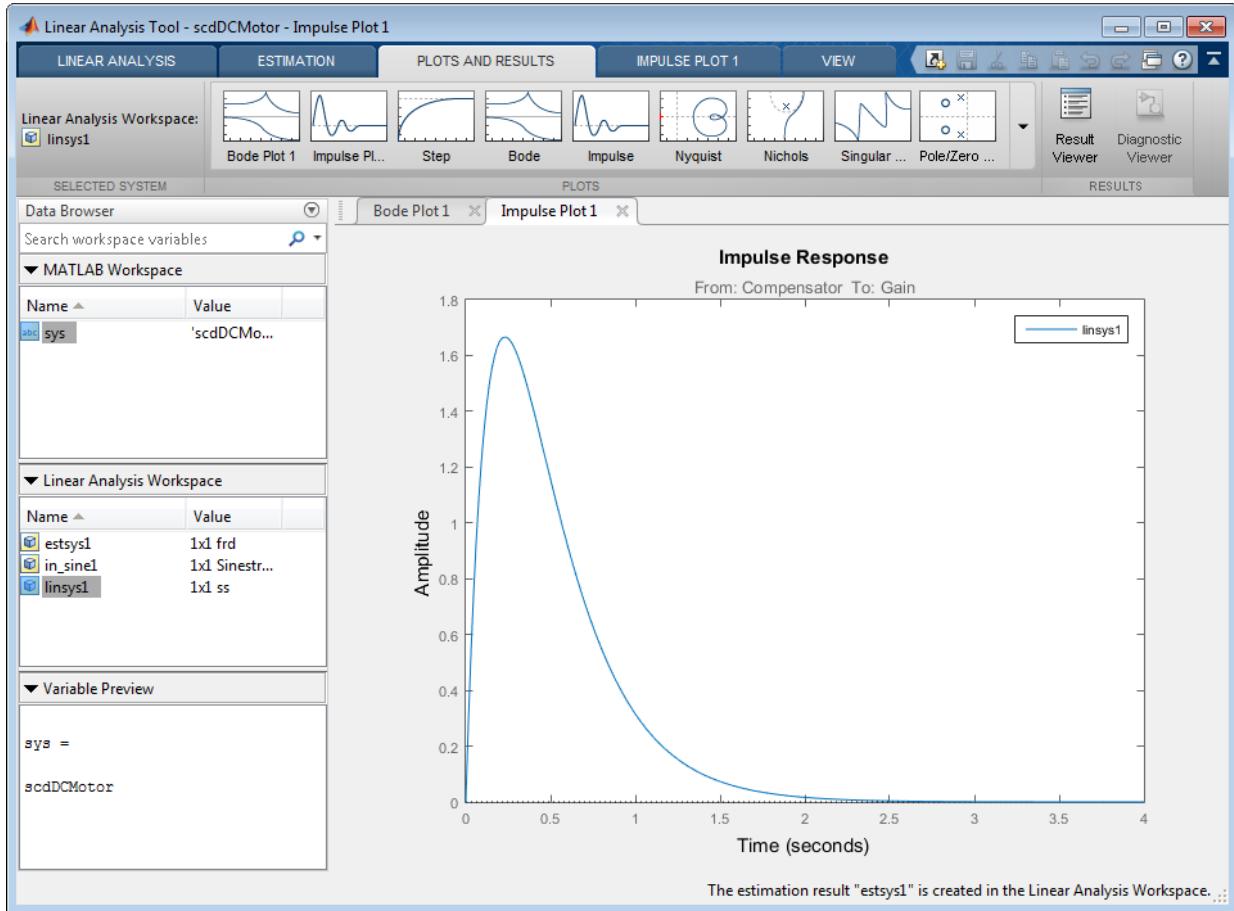 Linear Analysis Tool - scdDCMotor - Impulse Plot 1
LINEAR ANALYSIS ESTIMATION PLOTS AND RESULTS IMPULSE PLOT 1 VIEW
Linear Analysis Workspace:
linsys1
Bode Plot 1 Impulse Pl... Step Bode Impulse Nyquist Nichols Singular ... Pole/Zero ...
Result Viewer
Diagnostic Viewer
SELECTED SYSTEM PLOTS RESULTS
Data Browser
Search workspace variables
MATLAB Workspace
Name Value
abc sys 'scdDCMo...
Linear Analysis Workspace
Name Value
estsys1 1x1 frd
in_sine1 1x1 Sinestr...
linsys1 1x1 ss
Variable Preview
sys =
scdDCMotor
Bode Plot 1 Impulse Plot 1
Impulse Response
From: Compensator To: Gain
linsys1
Amplitude
1.8
1.6
1.4
1.2
1
0.8
0.6
0.4
0.2
0
0 0.5 1 1.5 2 2.5 3 3.5 4
Time (seconds)
The estimation result "estsys1" is created in the Linear Analysis Workspace.